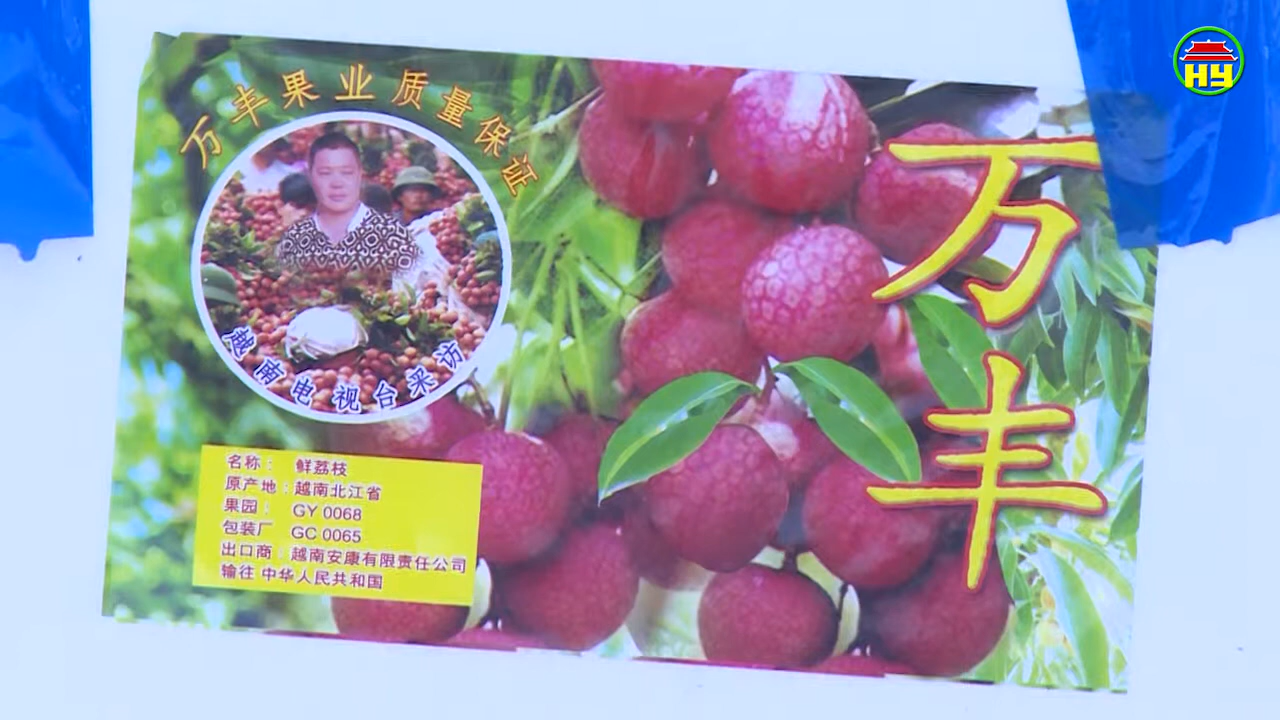 HY
万丰果业质量保证
越南电视台采访
万丰
名称： 鲜荔枝
原产地：越南北江省
果园： GY 0068
包装厂 GC 0065
出口商：越南安康有限责任公司
输往 中华人民共和国